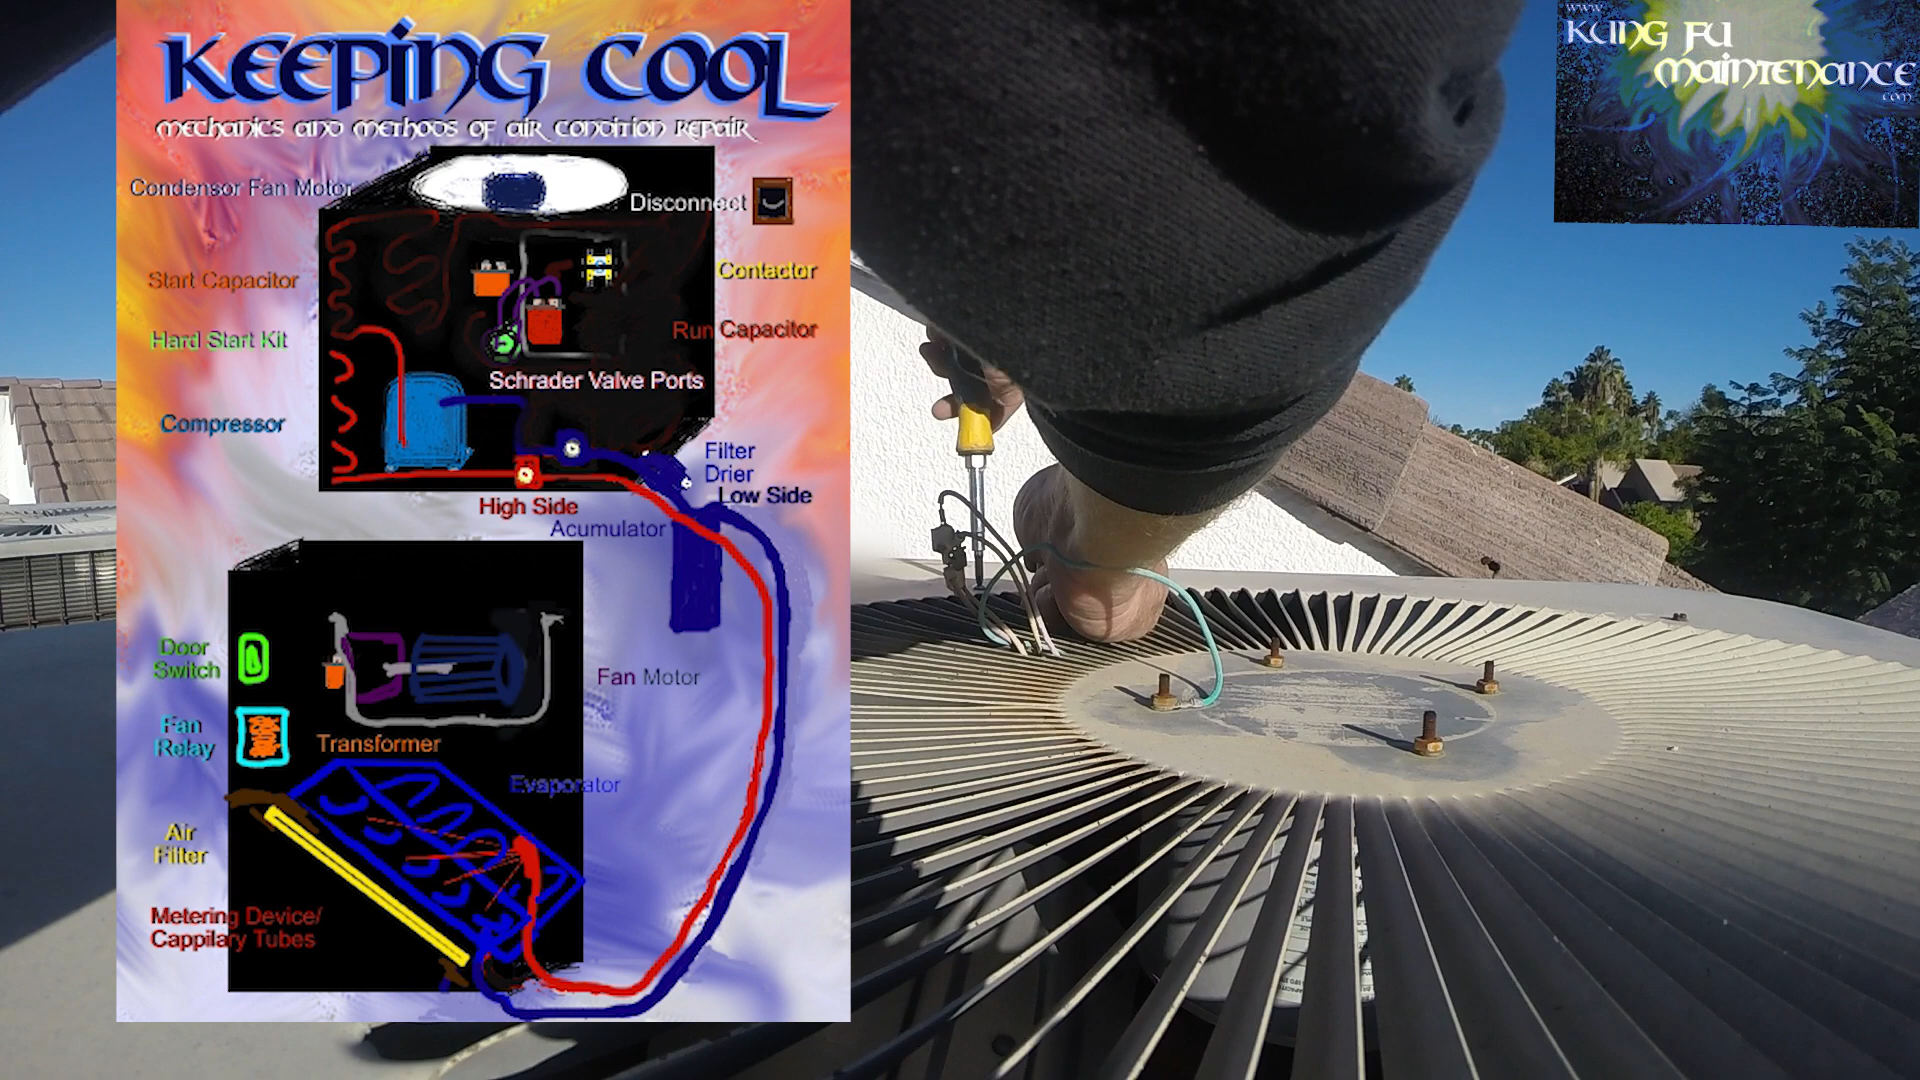 KEEPING COOL
mechanics and methods of air condition repair
Condensor Fan Motor
Disconnect
Start Capacitor
Contactor
Hard Start Kit
Run Capacitor
Schrader Valve Ports
Compressor
Filter
Drier
Low Side
High Side
Acumulator
Door
Switch
Fan Motor
Fan
Relay
Transformer
Evaporator
Air
Filter
Metering Device/
Cappilary Tubes
www
Kung Fu
maintenance
com